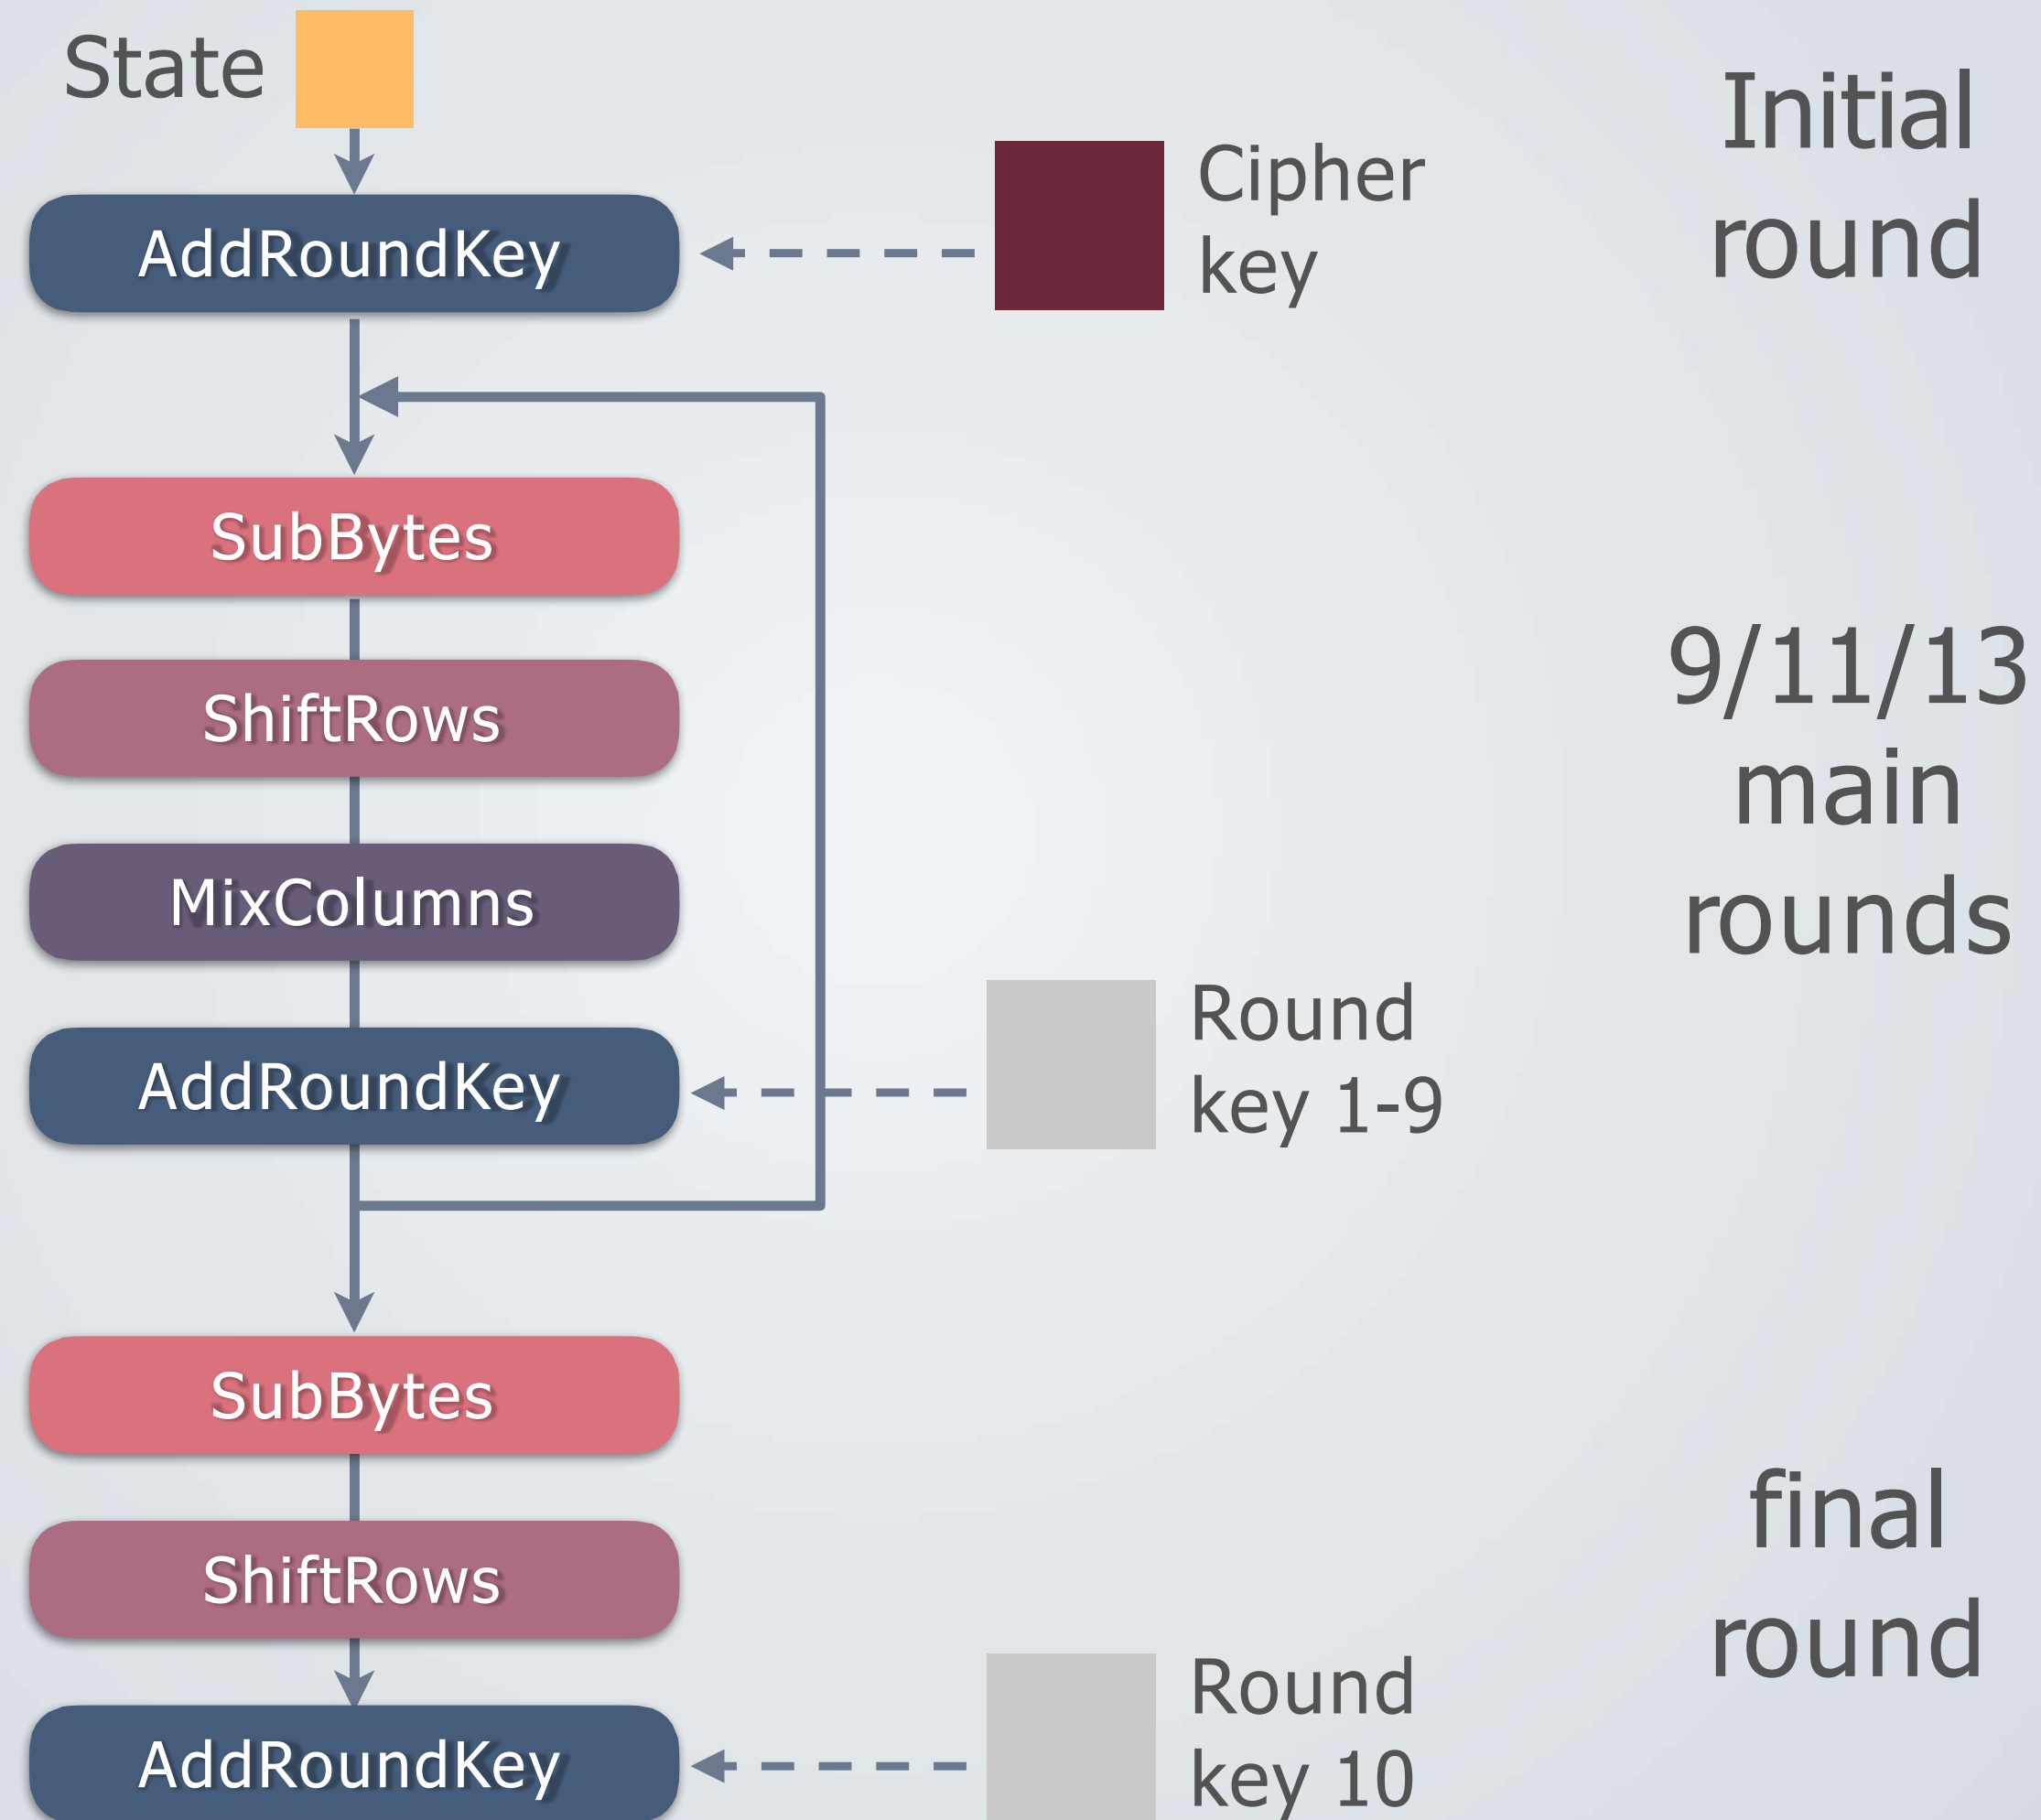 State
Initial
round
Cipher
key
AddRoundKey
SubBytes
ShiftRows
9/11/13
main
rounds
MixColumns
AddRoundKey
Round
key 1-9
SubBytes
ShiftRows
final
round
AddRoundKey
Round
key 10